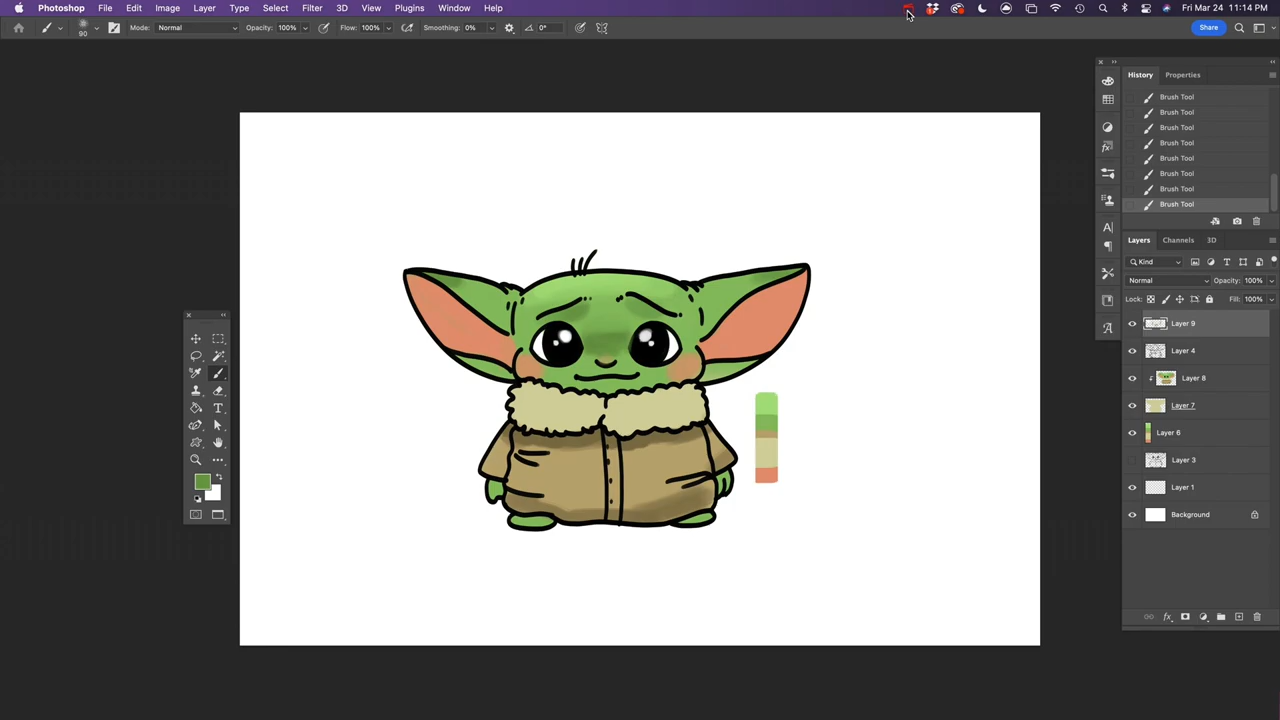 Photoshop File Edit Image Layer Type Select Filter 3D View Plugins Window Help Fri Mar 24 11:14 PM
90 Mode: Normal Opacity: 100% Flow: 100% Smoothing: 0% 0° Share
History Properties
Brush Tool
Brush Tool
Brush Tool
Brush Tool
Brush Tool
Brush Tool
Brush Tool
Brush Tool
Layers Channels 3D
Kind
Normal Opacity: 100%
Lock: Fill: 100%
Layer 9
Layer 4
Layer 8
Layer 7
Layer 6
Layer 3
Layer 1
Background